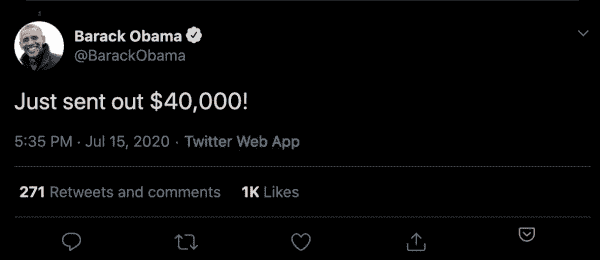 Barack Obama
@BarackObama
Just sent out $40,000!
5:35 PM · Jul 15, 2020 · Twitter Web App
271 Retweets and comments 1K Likes